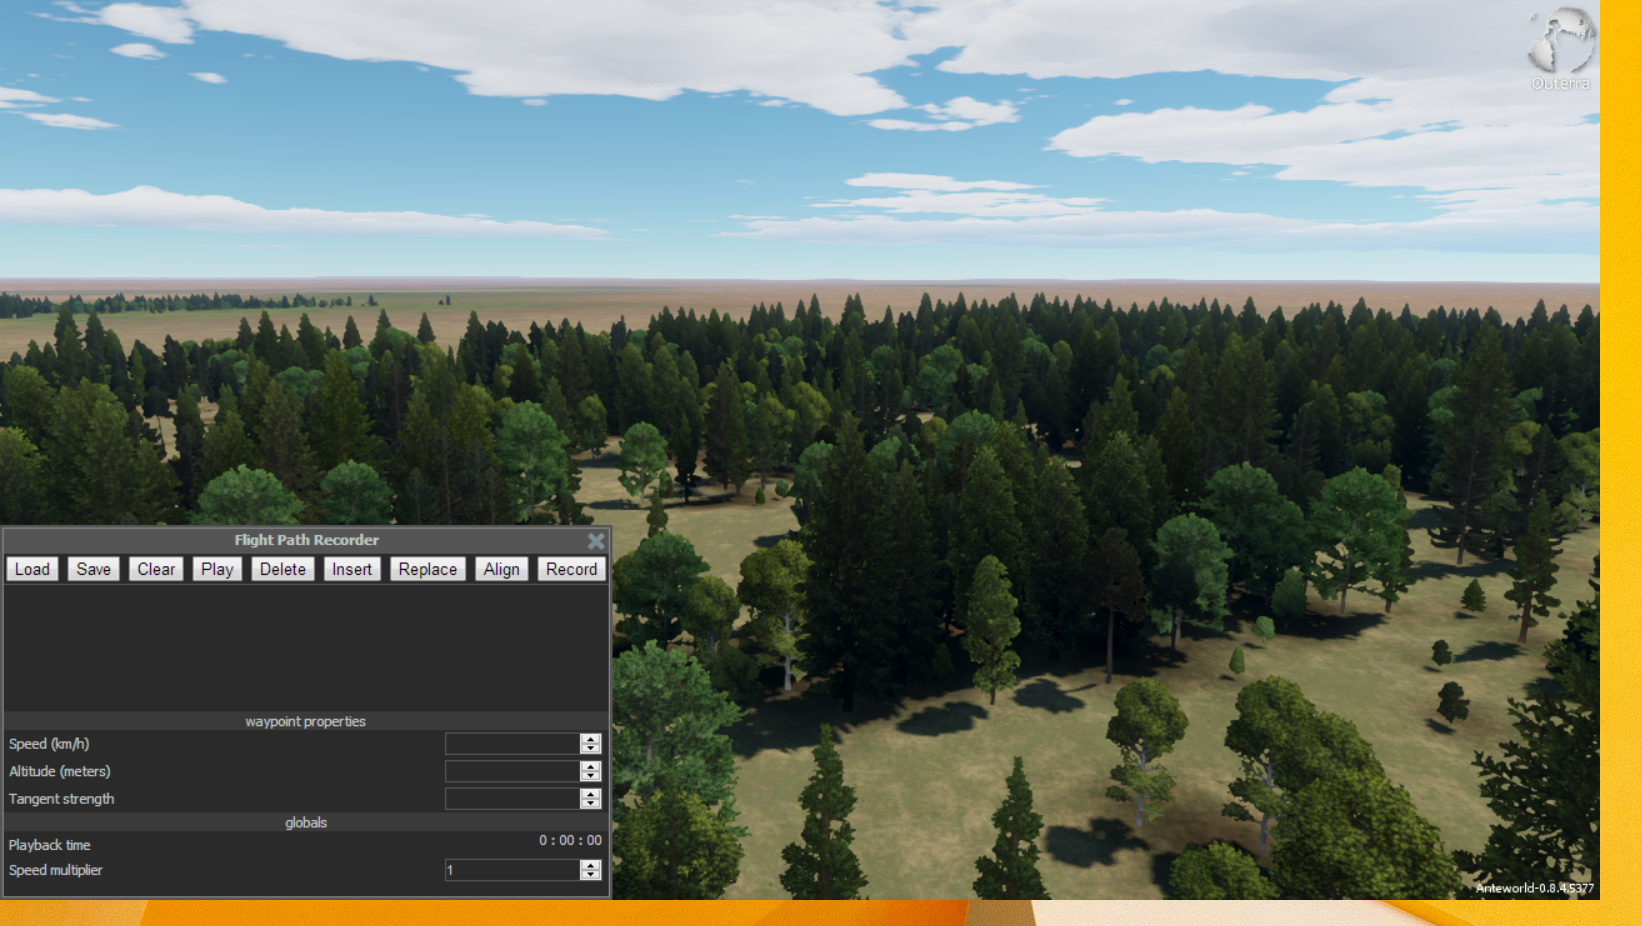 Outerra
Flight Path Recorder
Load Save Clear Play Delete Insert Replace Align Record
waypoint properties
Speed (km/h)
Altitude (meters)
Tangent strength
globals
Playback time 0 : 00 : 00
Speed multiplier 1
Anteworld-0.8.4.5377